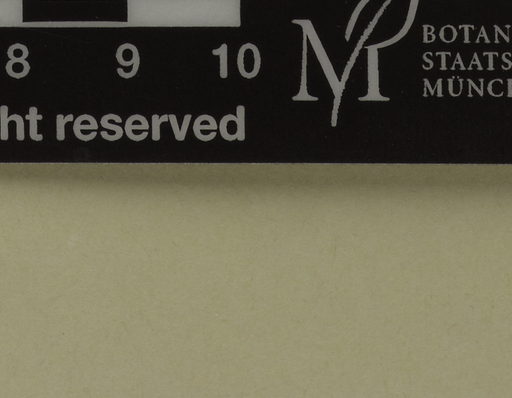 8 9 10
ht reserved
M
BOTAN
STAATS
MÜNC